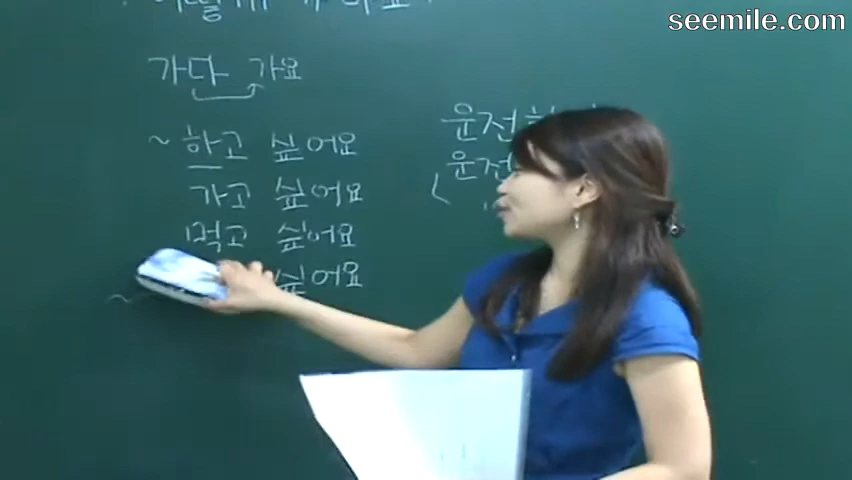 seemile.com
가다 가요
~ 하고 싶어요
가고 싶어요
먹고 싶어요
싶어요
~
운전
운전